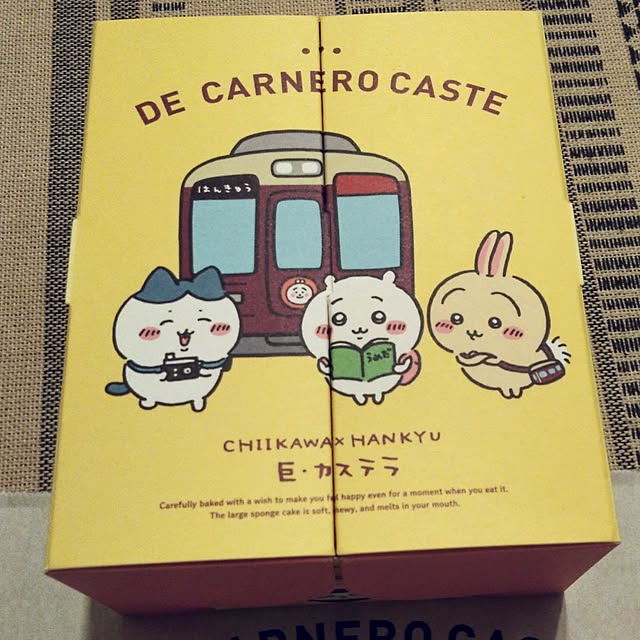 DE CARNERO CASTE
はんきゅう
うめだ
CHIIKAWA×HANKYU
巨・カステラ
Carefully baked with a wish to make you feel happy even for a moment when you eat it.
The large sponge cake is soft, chewy, and melts in your mouth.
CARNERO CAS